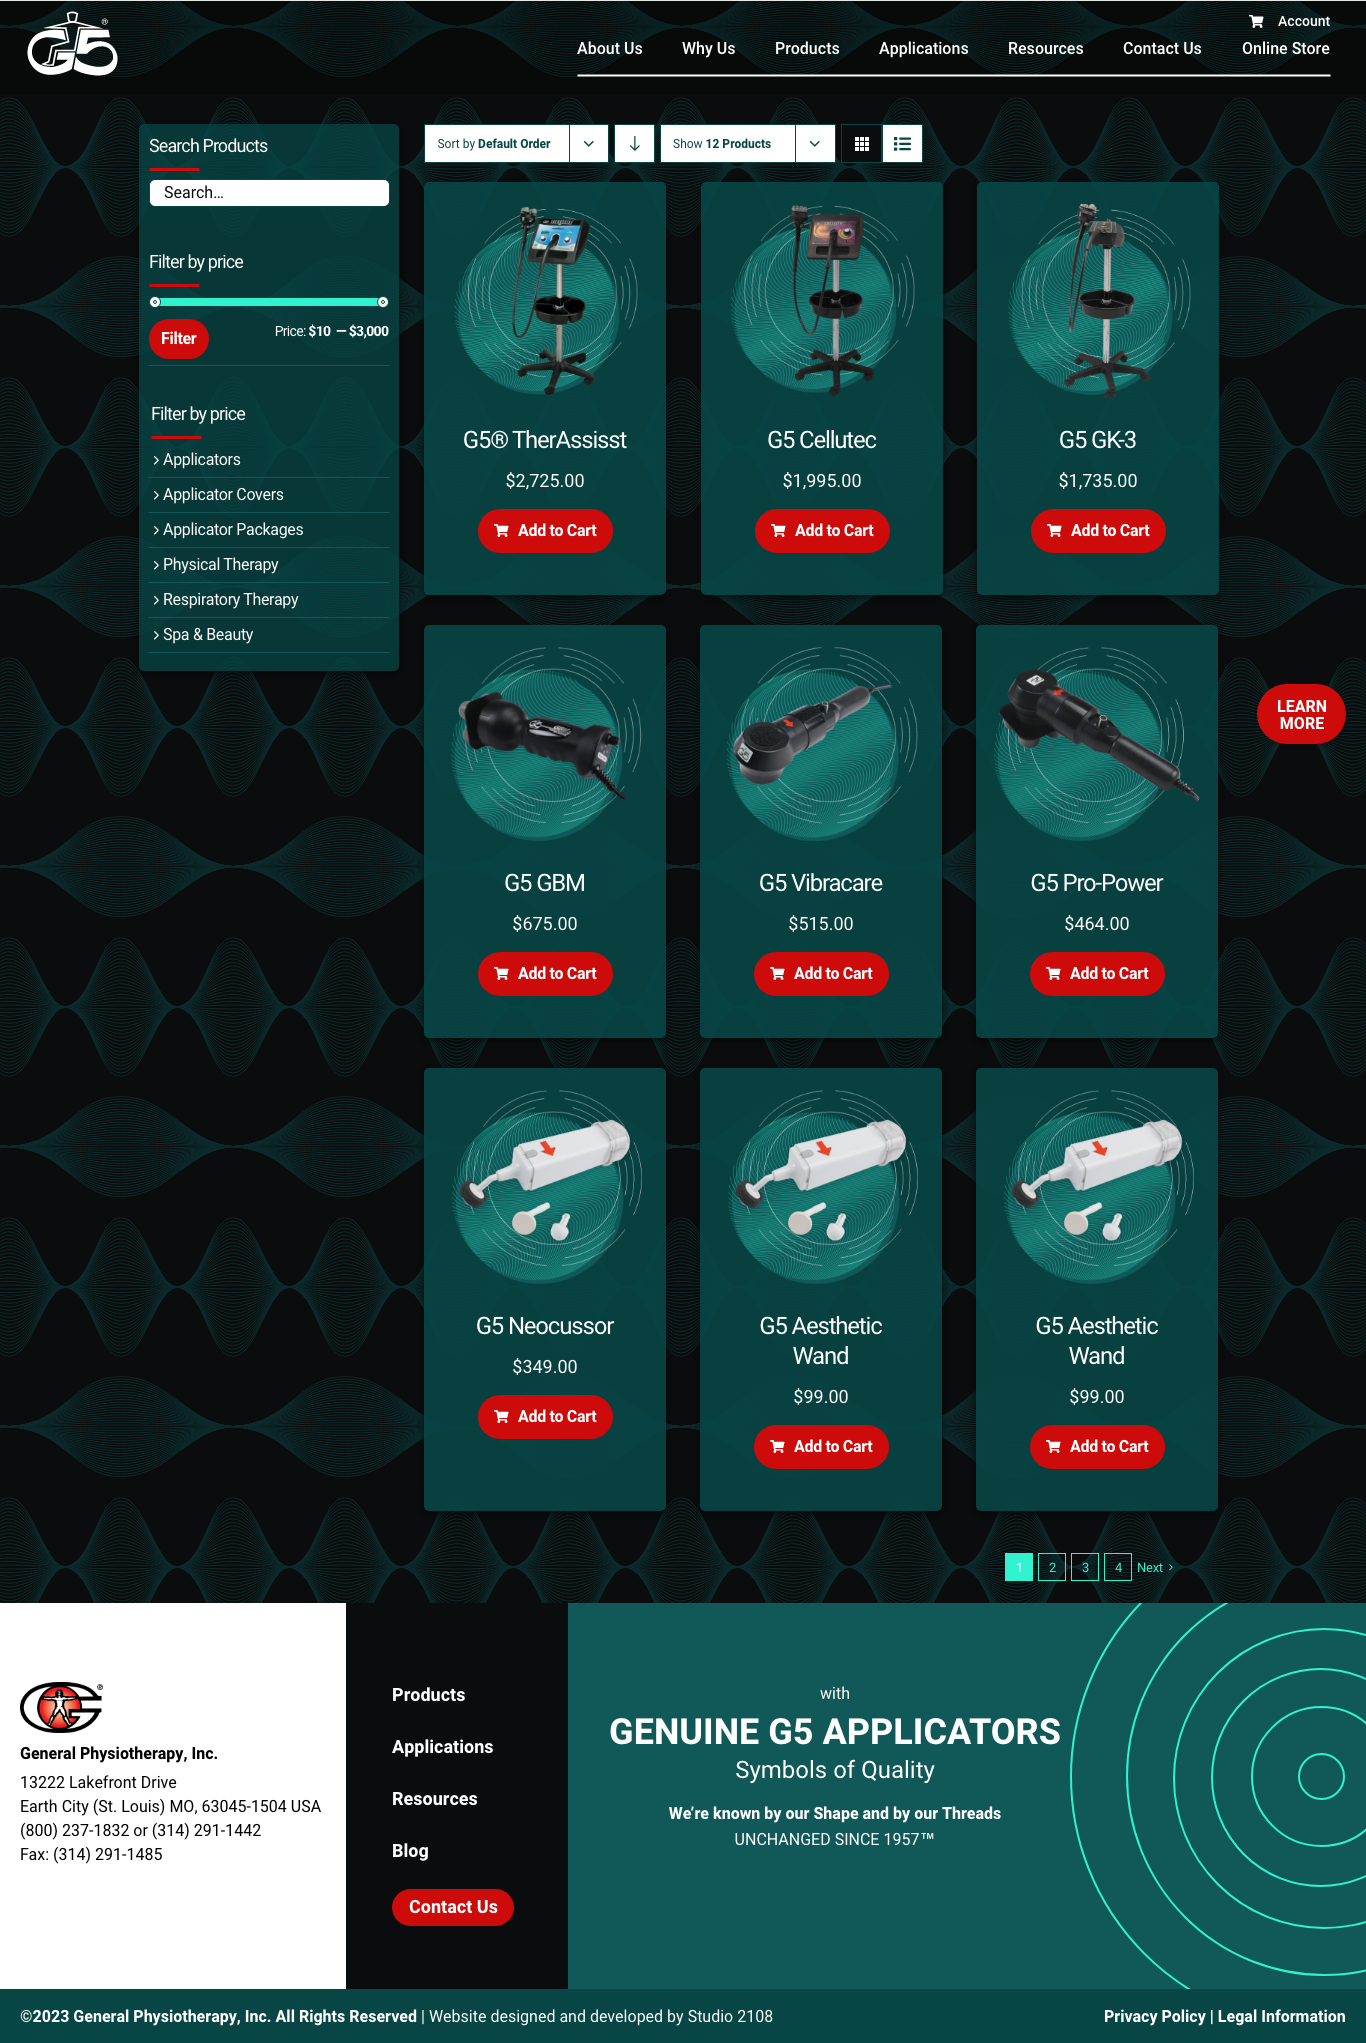 G5®
Account
About Us
Why Us
Products
Applications
Resources
Contact Us
Online Store
Search Products
Search...
Filter by price
Filter
Price: $10 — $3,000
Filter by price
Applicators
Applicator Covers
Applicator Packages
Physical Therapy
Respiratory Therapy
Spa & Beauty
Sort by Default Order
Show 12 Products
G5® TherAssisst
$2,725.00
Add to Cart
G5 Cellutec
$1,995.00
Add to Cart
G5 GK-3
$1,735.00
Add to Cart
G5 GBM
$675.00
Add to Cart
G5 Vibracare
$515.00
Add to Cart
G5 Pro-Power
$464.00
Add to Cart
LEARN
MORE
G5 Neocussor
$349.00
Add to Cart
G5 Aesthetic
Wand
$99.00
Add to Cart
G5 Aesthetic
Wand
$99.00
Add to Cart
1 2 3 4 Next
G®
General Physiotherapy, Inc.
13222 Lakefront Drive
Earth City (St. Louis) MO, 63045-1504 USA
(800) 237-1832 or (314) 291-1442
Fax: (314) 291-1485
Products
Applications
Resources
Blog
Contact Us
with
GENUINE G5 APPLICATORS
Symbols of Quality
We’re known by our Shape and by our Threads
UNCHANGED SINCE 1957™
©2023 General Physiotherapy, Inc. All Rights Reserved | Website designed and developed by Studio 2108
Privacy Policy | Legal Information